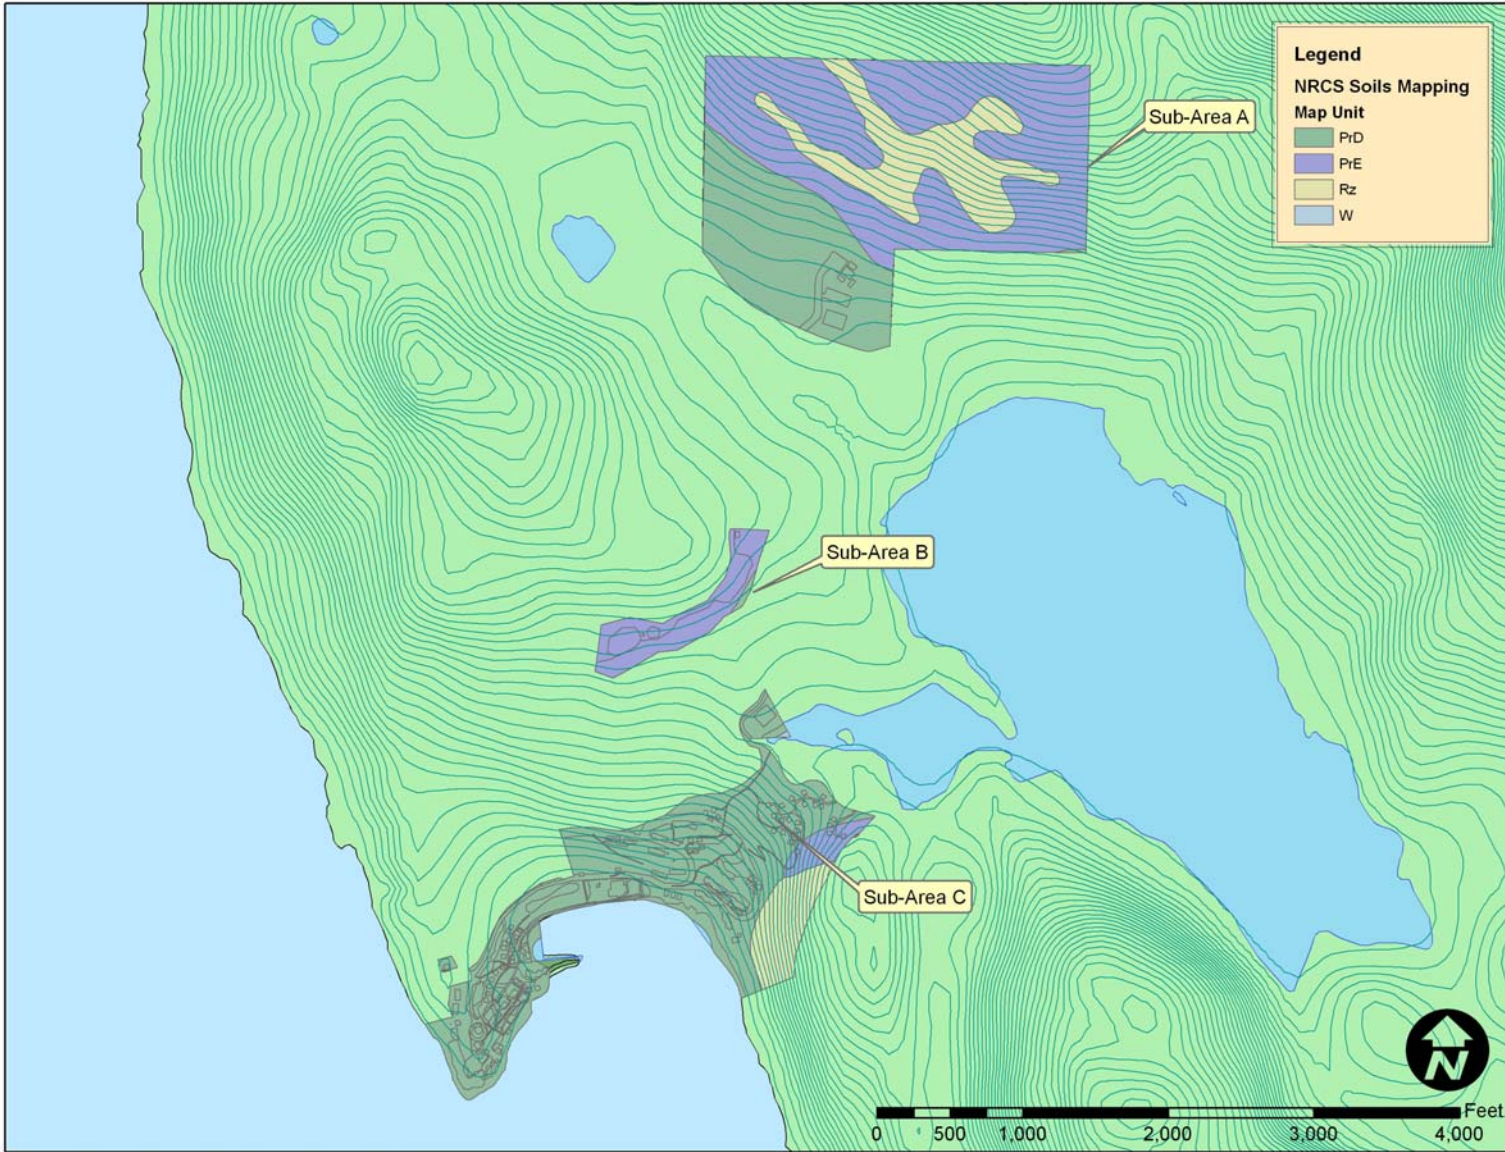 Legend
NRCS Soils Mapping
Map Unit
PrD
PrE
Rz
W
Sub-Area A
Sub-Area B
Sub-Area C
N
Feet
0 500 1,000 2,000 3,000 4,000